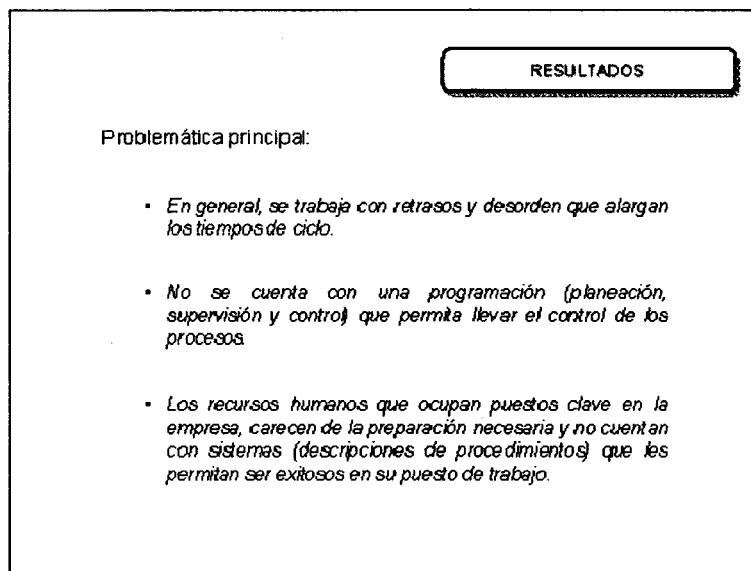 RESULTADOS
Problemática principal:
• En general, se trabaja con retrasos y desorden que alargan
los tiempos de ciclo.
• No se cuenta con una programación (planeación,
supervisión y control) que permita llevar el control de los
procesos.
• Los recursos humanos que ocupan puestos clave en la
empresa, carecen de la preparación necesaria y no cuentan
con sistemas (descripciones de procedimientos) que les
permitan ser exitosos en su puesto de trabajo.